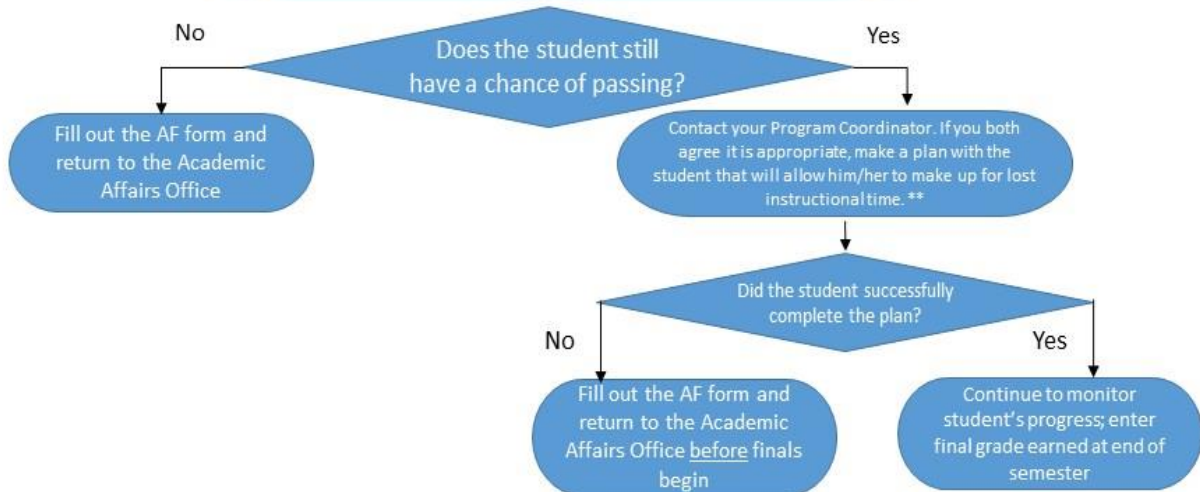 No
Yes
Does the student still
have a chance of passing?
Fill out the AF form and
return to the Academic
Affairs Office
Contact your Program Coordinator. If you both
agree it is appropriate, make a plan with the
student that will allow him/her to make up for lost
instructional time. **
Did the student successfully
complete the plan?
No
Yes
Fill out the AF form and
return to the Academic
Affairs Office before finals
begin
Continue to monitor
student's progress; enter
final grade earned at end of
semester